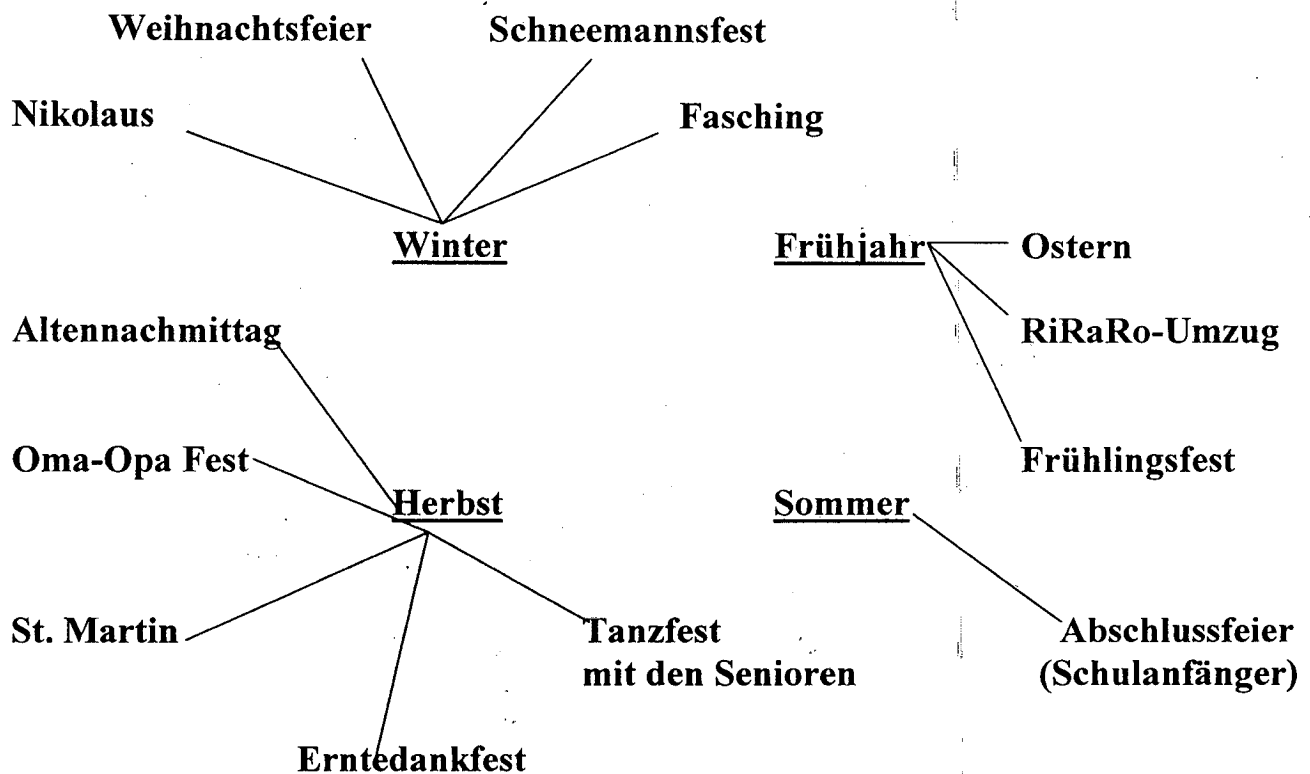 Weihnachtsfeier Schneemannsfest
Nikolaus Fasching
Winter Frühjahr Ostern
Altennachmittag RiRaRo-Umzug
Oma-Opa Fest Frühlingsfest
Herbst Sommer
St. Martin Tanzfest Abschlussfeier
mit den Senioren (Schulanfänger)
Erntedankfest